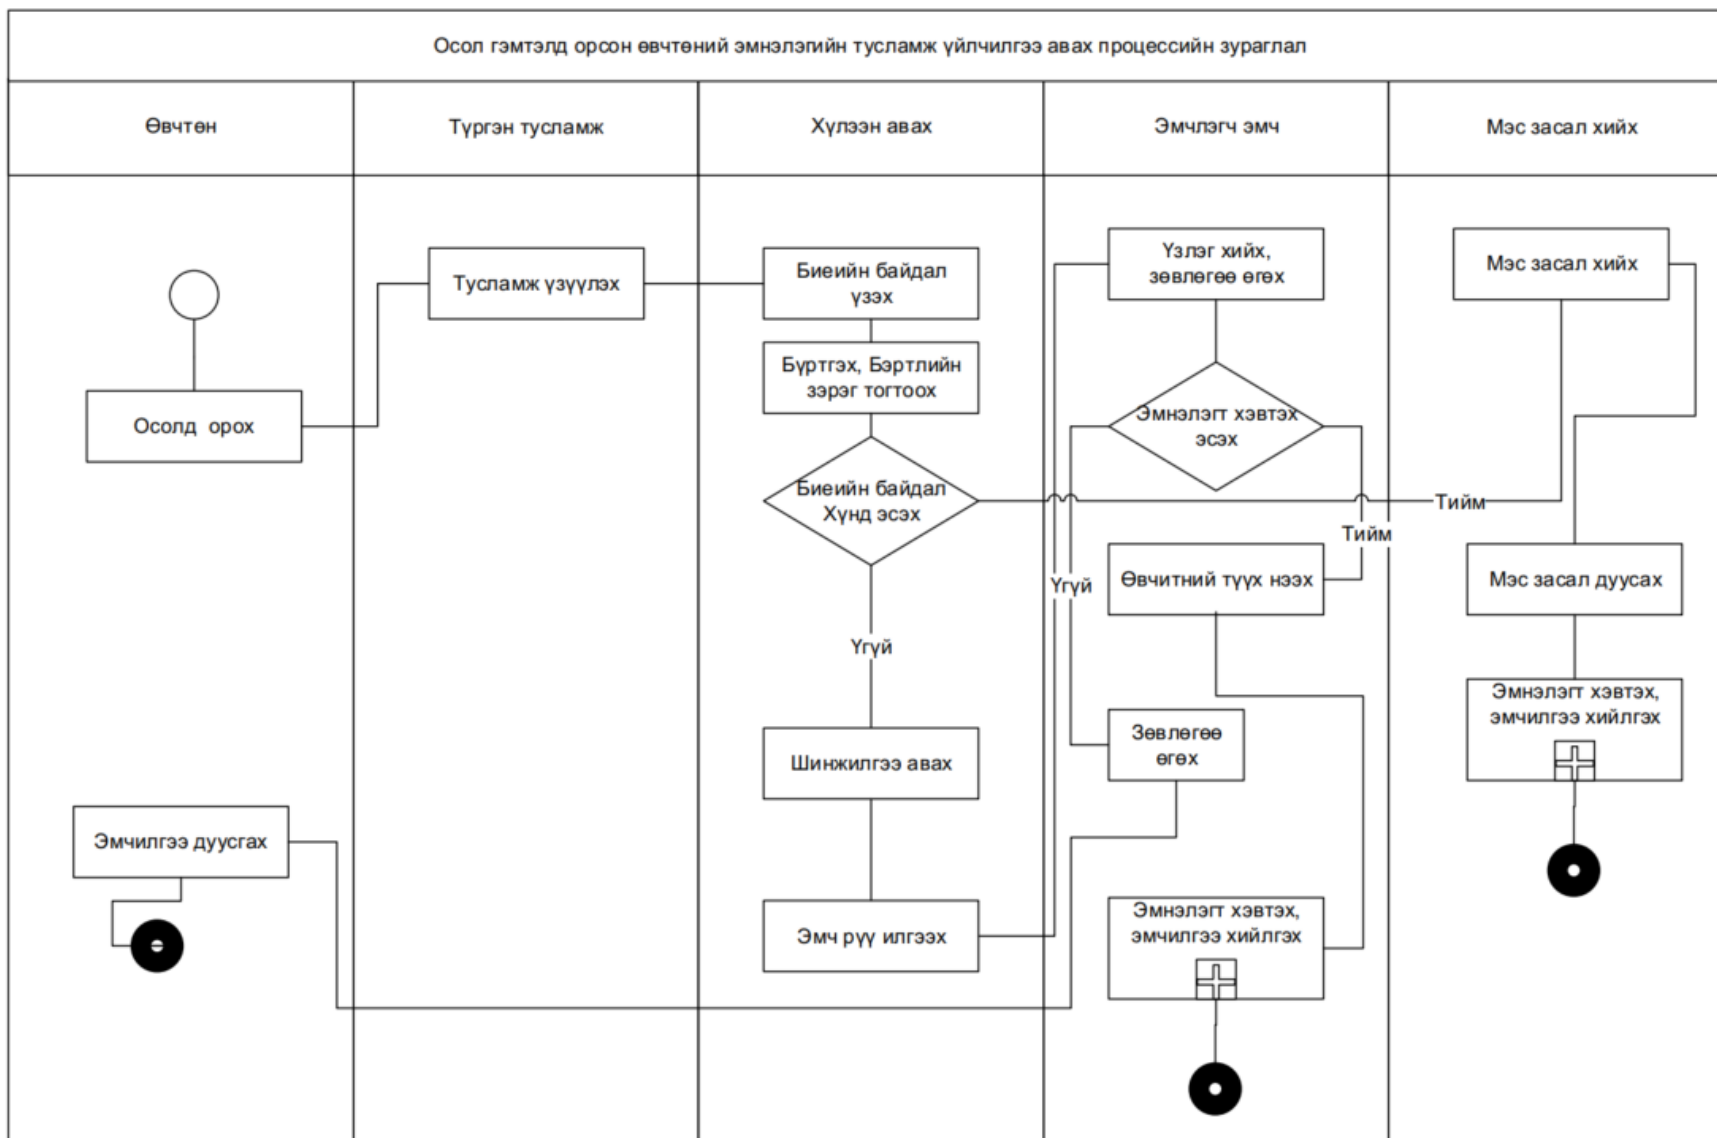 Осол гэмтэлд орсон өвчтөний эмнэлэгийн тусламж үйлчилгээ авах процессийн зураглал
Өвчтөн
Түргэн тусламж
Хүлээн авах
Эмчлэгч эмч
Мэс засал хийх
Осолд орох
Эмчилгээ дуусгах
Тусламж үзүүлэх
Биеийн байдал
үзэх
Бүртгэх, Бэртлийн
зэрэг тогтоох
Биеийн байдал
Хүнд эсэх
Үгүй
Шинжилгээ авах
Эмч рүү илгээх
Үзлэг хийх,
зөвлөгөө өгөх
Эмнэлэгт хэвтэх
эсэх
Тийм
Үгүй
Өвчитний түүх нээх
Зөвлөгөө
өгөх
Эмнэлэгт хэвтэх,
эмчилгээ хийлгэх
Тийм
Мэс засал хийх
Мэс засал дуусах
Эмнэлэгт хэвтэх,
эмчилгээ хийлгэх